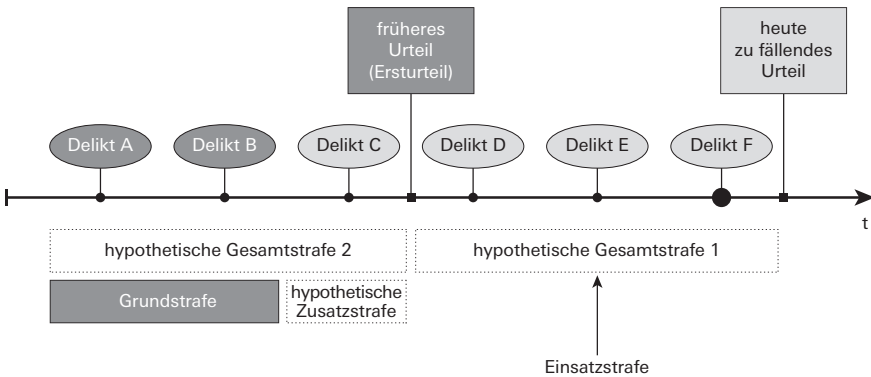 früheres
Urteil
(Ersturteil)
heute
zu fällendes
Urteil
Delikt A
Delikt B
Delikt C
Delikt D
Delikt E
Delikt F
t
hypothetische Gesamtstrafe 2
hypothetische Gesamtstrafe 1
Grundstrafe
hypothetische
Zusatzstrafe
Einsatzstrafe